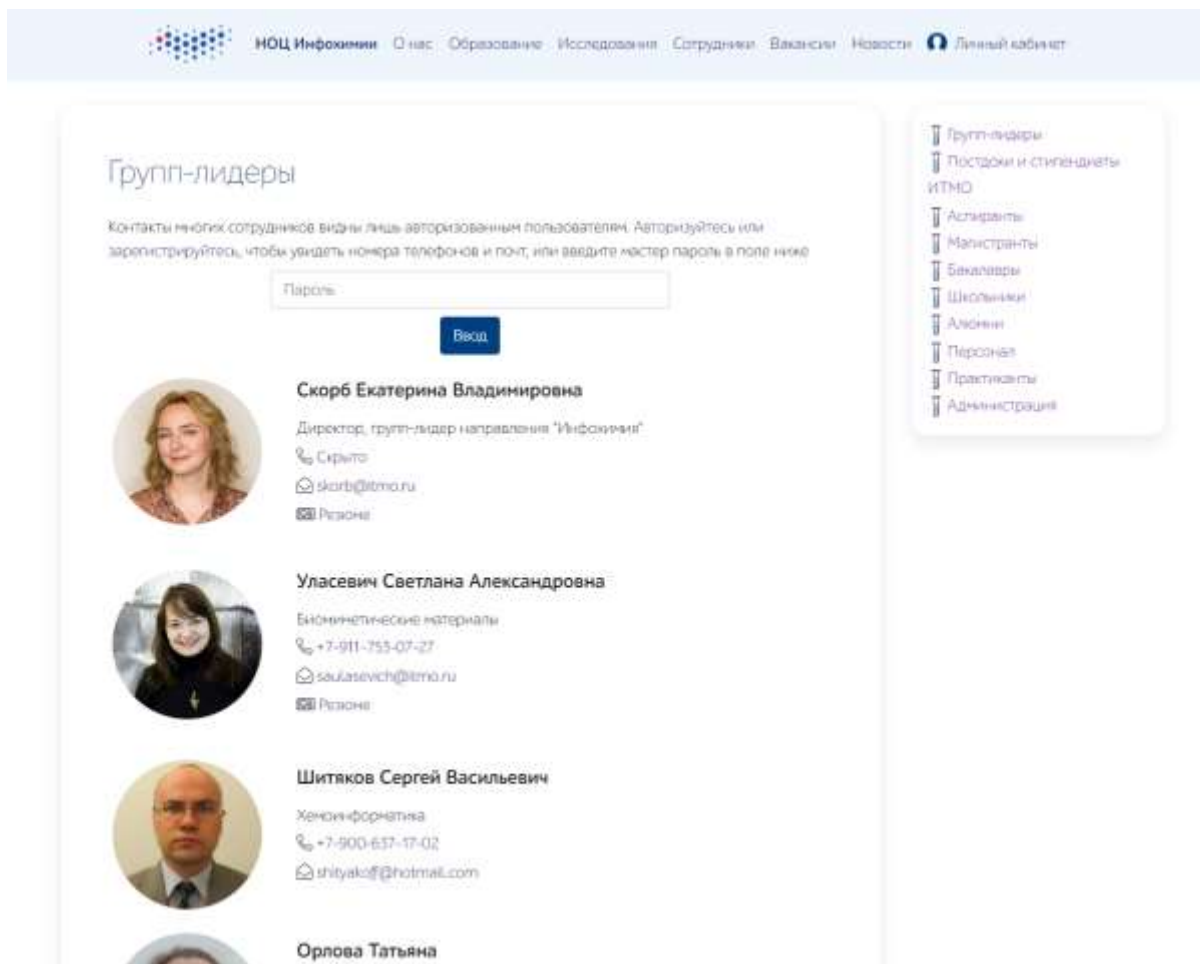 НОЦ Инфохимии О нас Образование Исследования Сотрудники Вакансии Новости Личный кабинет
Групп-лидеры
Контакты многих сотрудников видны лишь авторизованным пользователям. Авторизуйтесь или
зарегистрируйтесь, чтобы увидеть номера телефонов и почт, или введите мастер пароль в поле ниже
Пароль
Ввод
Скорб Екатерина Владимировна
Директор, групп-лидер направления "Инфохимия"
Скрыто
skorb@itmo.ru
Резюме
Уласевич Светлана Александровна
Биомиметические материалы
+7-911-753-07-27
saulasevich@itmo.ru
Резюме
Шитяков Сергей Васильевич
Хемоинформатика
+7-900-637-17-02
shityakoff@hotmail.com
Орлова Татьяна
Групп-лидеры
Постдоки и стипендиаты
ИТМО
Аспиранты
Магистранты
Бакалавры
Школьники
Алюмни
Персонал
Практиканты
Администрация